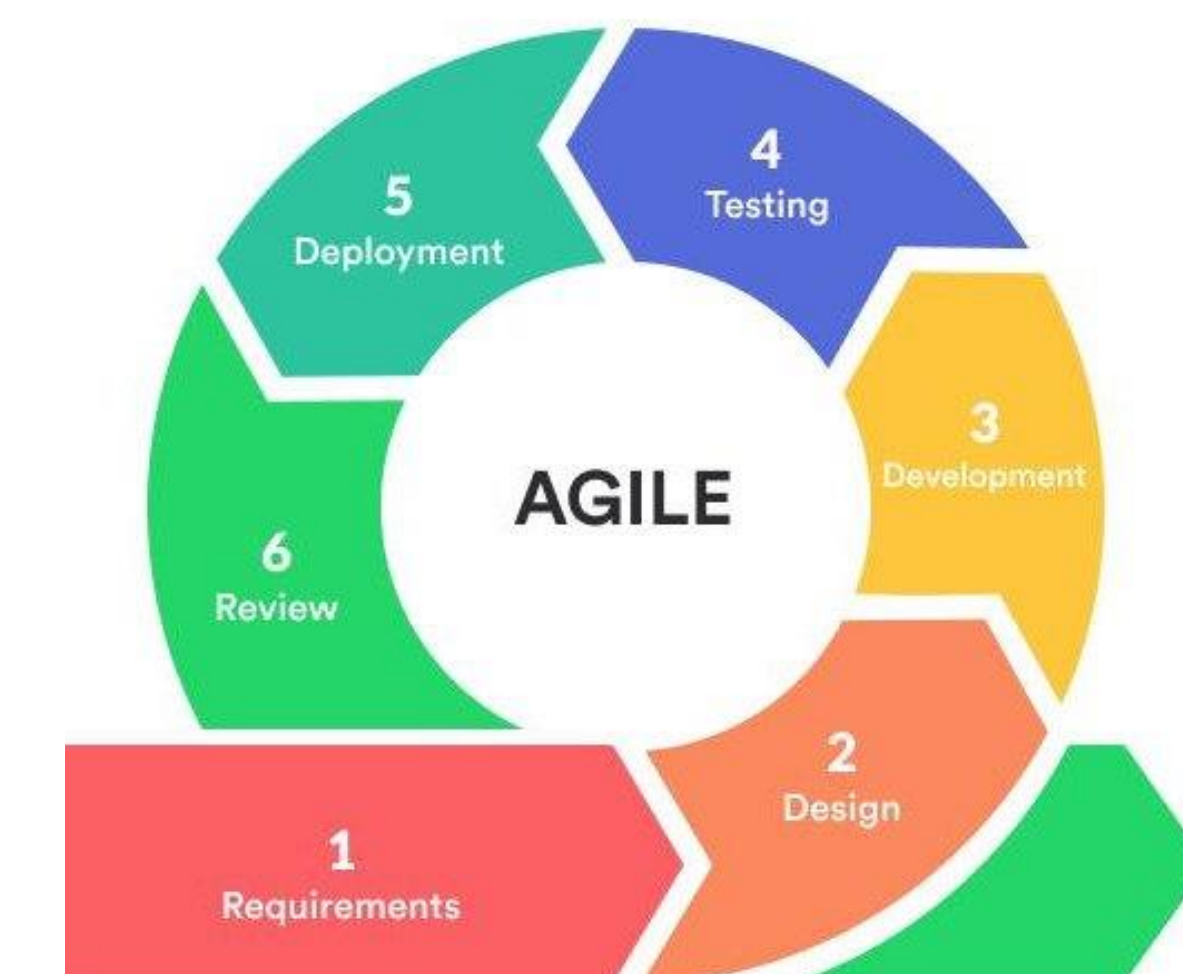 5
Deployment
4
Testing
3
Development
AGILE
6
Review
2
Design
1
Requirements